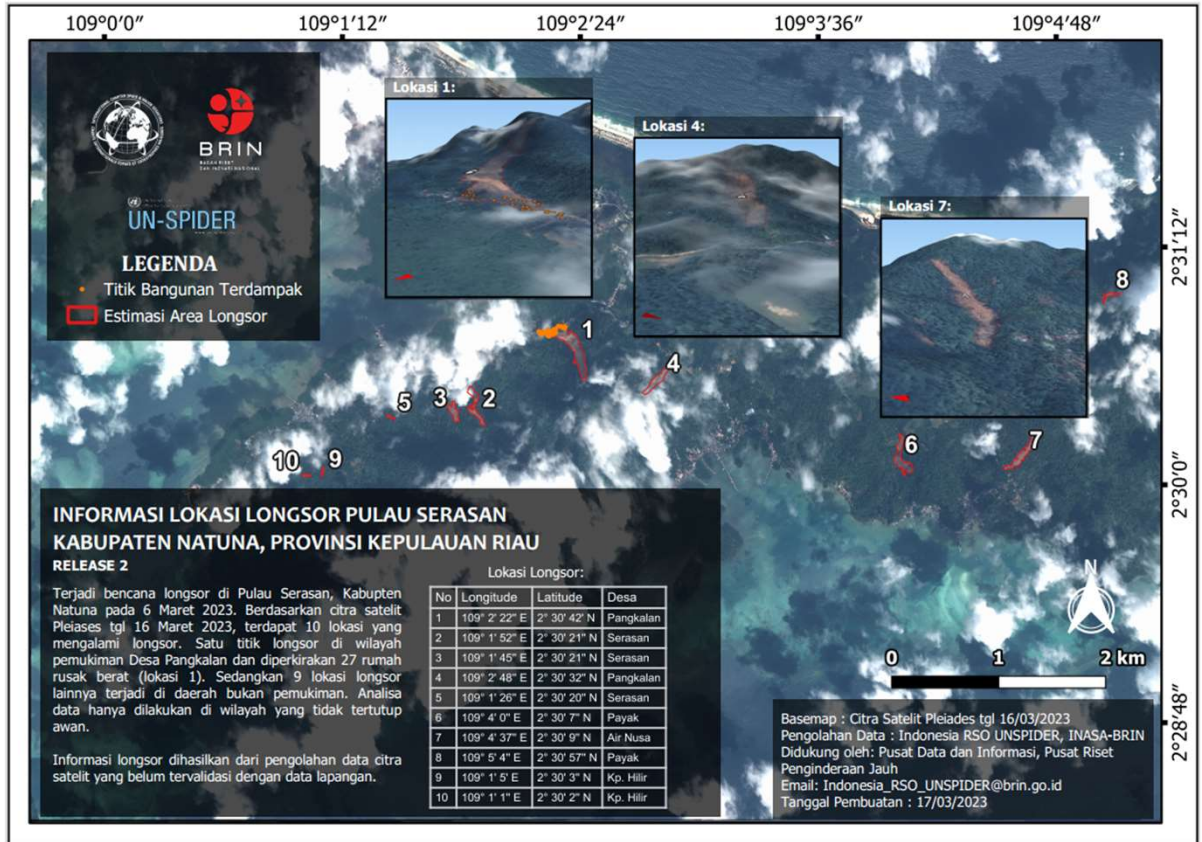 109°0′0″ 109°1′12″ 109°2′24″ 109°3′36″ 109°4′48″
BRIN
BADAN RISET
DAN INOVASI NASIONAL
UN-SPIDER
LEGENDA
Titik Bangunan Terdampak
Estimasi Area Longsor
Lokasi 1:
Lokasi 4:
Lokasi 7:
2°31′12″
2°30′0″
2°28′48″
1
2
3
4
5
6
7
8
9
10
INFORMASI LOKASI LONGSOR PULAU SERASAN
KABUPATEN NATUNA, PROVINSI KEPULAUAN RIAU
RELEASE 2
Terjadi bencana longsor di Pulau Serasan, Kabupten
Natuna pada 6 Maret 2023. Berdasarkan citra satelit
Pleiases tgl 16 Maret 2023, terdapat 10 lokasi yang
mengalami longsor. Satu titik longsor di wilayah
pemukiman Desa Pangkalan dan diperkirakan 27 rumah
rusak berat (lokasi 1). Sedangkan 9 lokasi longsor
lainnya terjadi di daerah bukan pemukiman. Analisa
data hanya dilakukan di wilayah yang tidak tertutup
awan.
Informasi longsor dihasilkan dari pengolahan data citra
satelit yang belum tervalidasi dengan data lapangan.
Lokasi Longsor:
No Longitude Latitude Desa
1 109° 2' 22" E 2° 30' 42" N Pangkalan
2 109° 1' 52" E 2° 30' 21" N Serasan
3 109° 1' 45" E 2° 30' 21" N Serasan
4 109° 2' 48" E 2° 30' 32" N Pangkalan
5 109° 1' 26" E 2° 30' 20" N Serasan
6 109° 4' 0" E 2° 30' 7" N Payak
7 109° 4' 37" E 2° 30' 9" N Air Nusa
8 109° 5' 4" E 2° 30' 57" N Payak
9 109° 1' 5" E 2° 30' 3" N Kp. Hilir
10 109° 1' 1" E 2° 30' 2" N Kp. Hilir
N
0 1 2 km
Basemap : Citra Satelit Pleiades tgl 16/03/2023
Pengolahan Data : Indonesia RSO UNSPIDER, INASA-BRIN
Didukung oleh: Pusat Data dan Informasi, Pusat Riset
Penginderaan Jauh
Email: Indonesia_RSO_UNSPIDER@brin.go.id
Tanggal Pembuatan : 17/03/2023